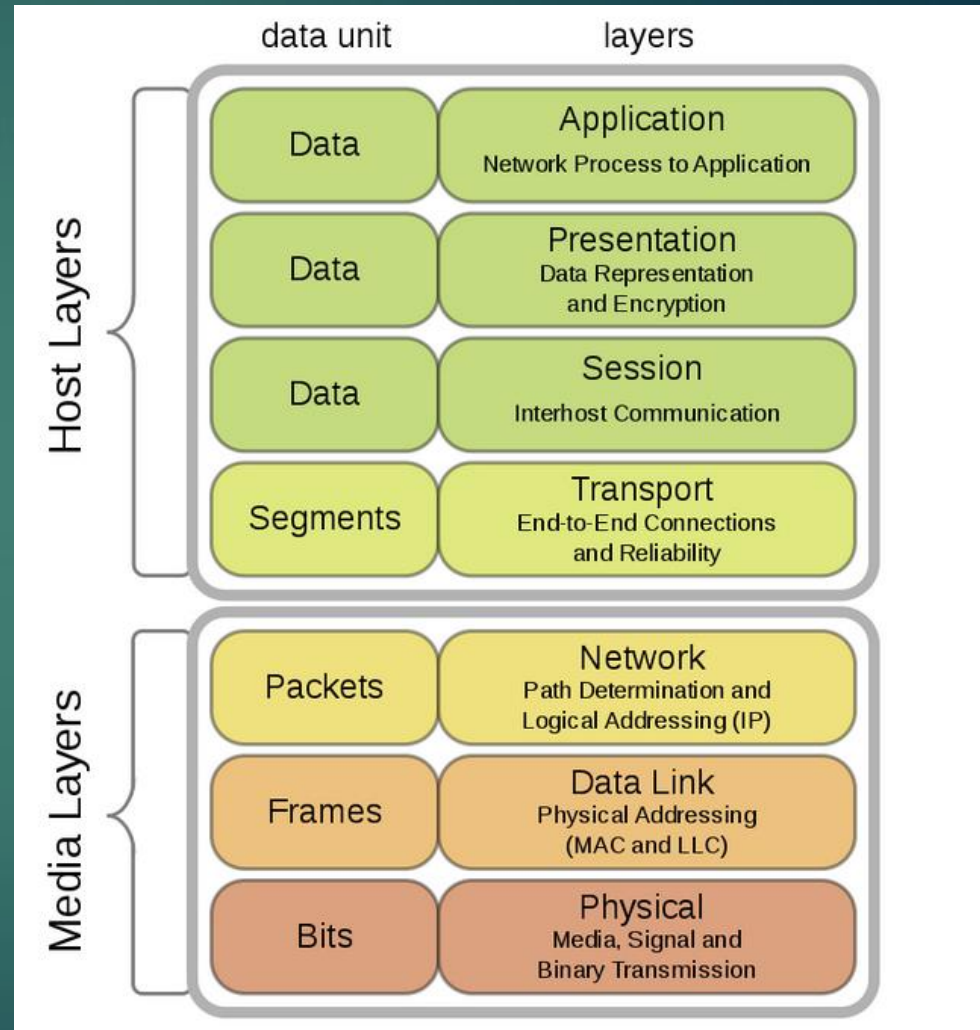 data unit layers
Host Layers
Data
Application
Network Process to Application
Data
Presentation
Data Representation
and Encryption
Data
Session
Interhost Communication
Segments
Transport
End-to-End Connections
and Reliability
Media Layers
Packets
Network
Path Determination and
Logical Addressing (IP)
Frames
Data Link
Physical Addressing
(MAC and LLC)
Bits
Physical
Media, Signal and
Binary Transmission